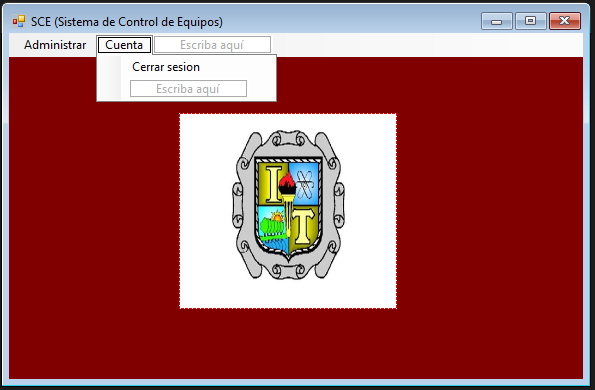 SCE (Sistema de Control de Equipos)
Administrar Cuenta Escriba aquí
Cerrar sesion
Escriba aquí
I
T